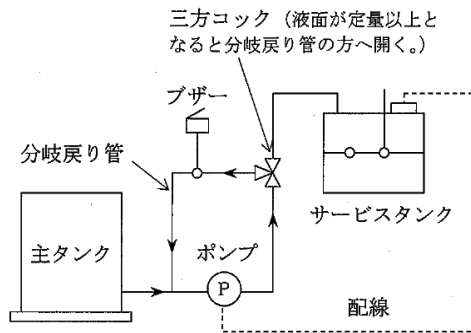 三方コック（液面が定量以上と
なると分岐戻り管の方へ開く。）
ブザー
分岐戻り管
サービスタンク
主タンク
ポンプ
P
配線